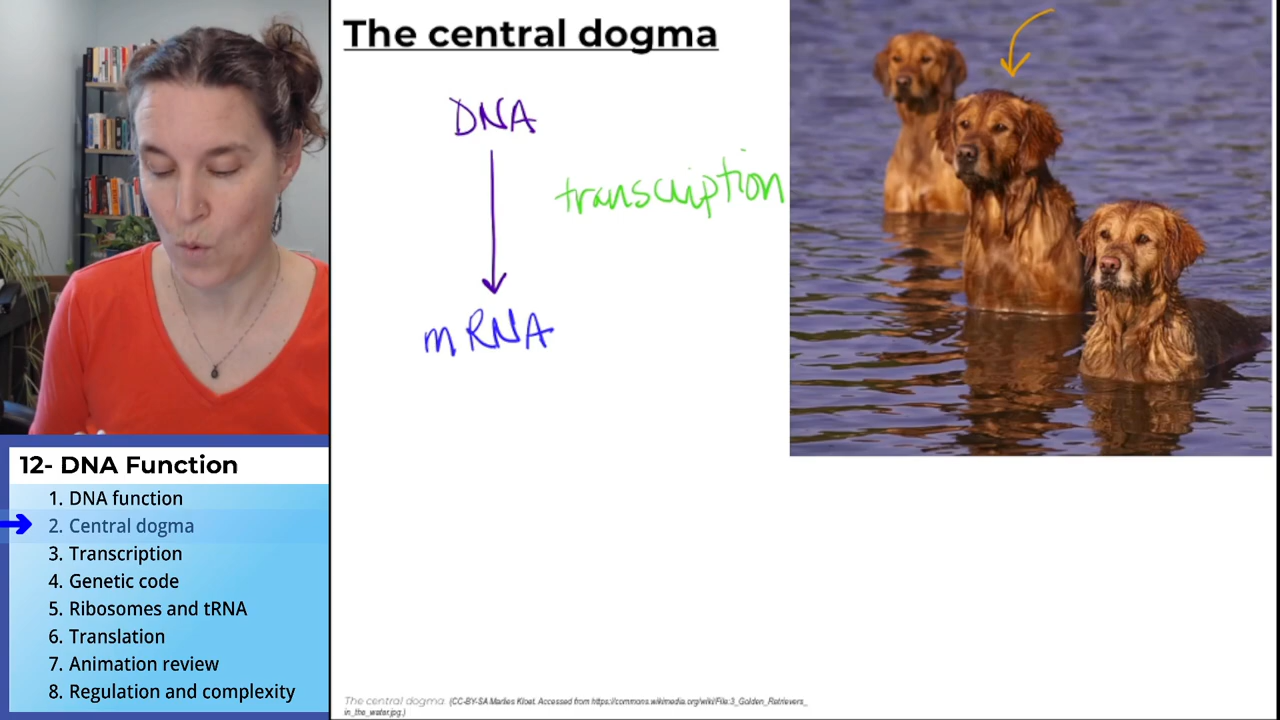 The central dogma
DNA
transcription
mRNA
12- DNA Function
1. DNA function
2. Central dogma
3. Transcription
4. Genetic code
5. Ribosomes and tRNA
6. Translation
7. Animation review
8. Regulation and complexity
The central dogma. (CC-BY-SA Marlies Kloet. Accessed from https://commons.wikimedia.org/wiki/File:3_Golden_Retrievers_
in_the_water.jpg.)